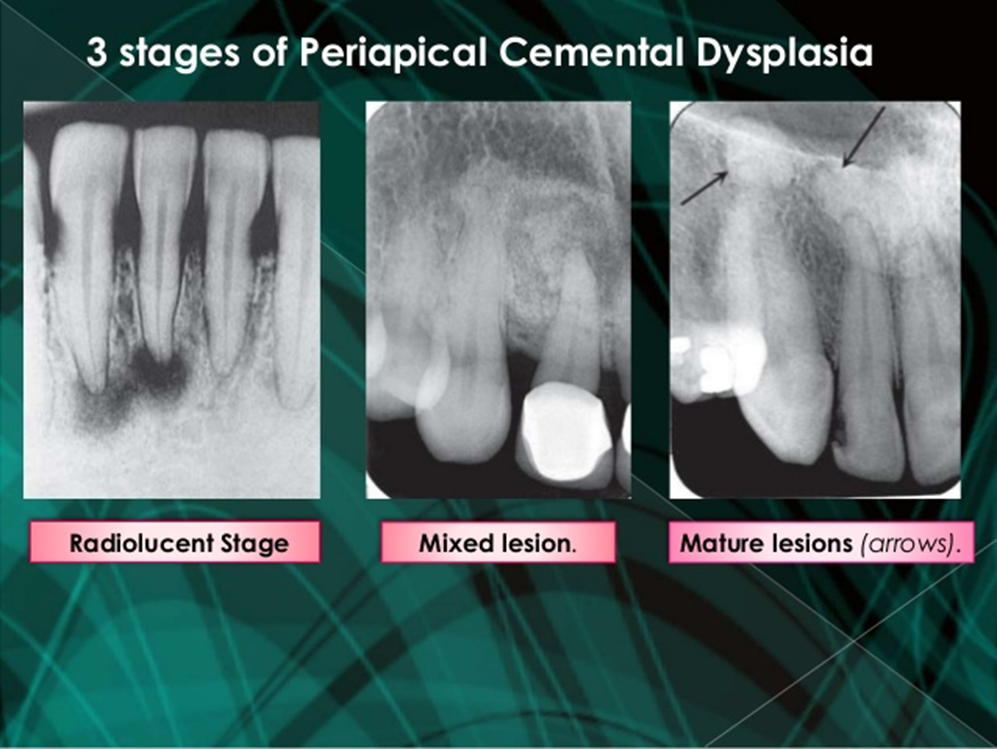 3 stages of Periapical Cemental Dysplasia
Radiolucent Stage
Mixed lesion.
Mature lesions (arrows).